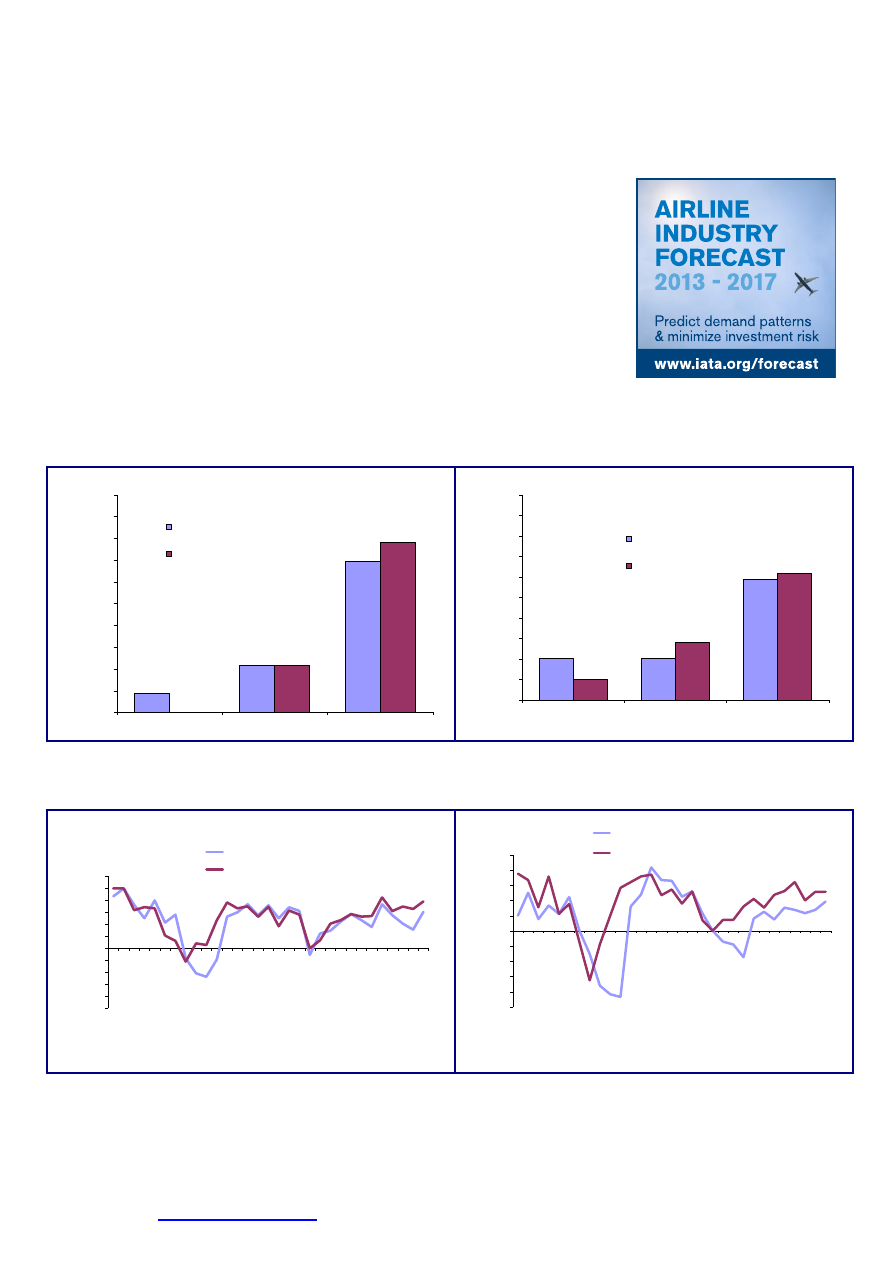 AIRLINE
INDUSTRY
FORECAST
2013 - 2017
Predict demand patterns
& minimize investment risk
www.iata.org/forecast